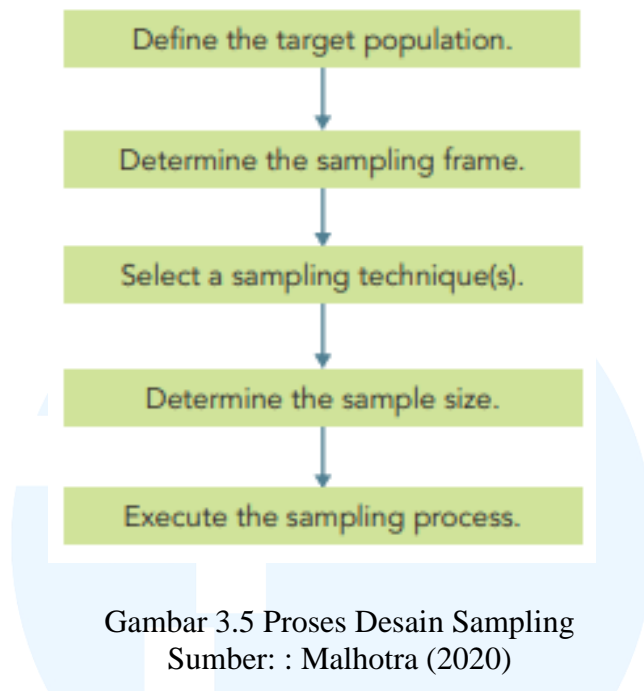 Define the target population.
Determine the sampling frame.
Select a sampling technique(s).
Determine the sample size.
Execute the sampling process.
Gambar 3.5 Proses Desain Sampling
Sumber: : Malhotra (2020)